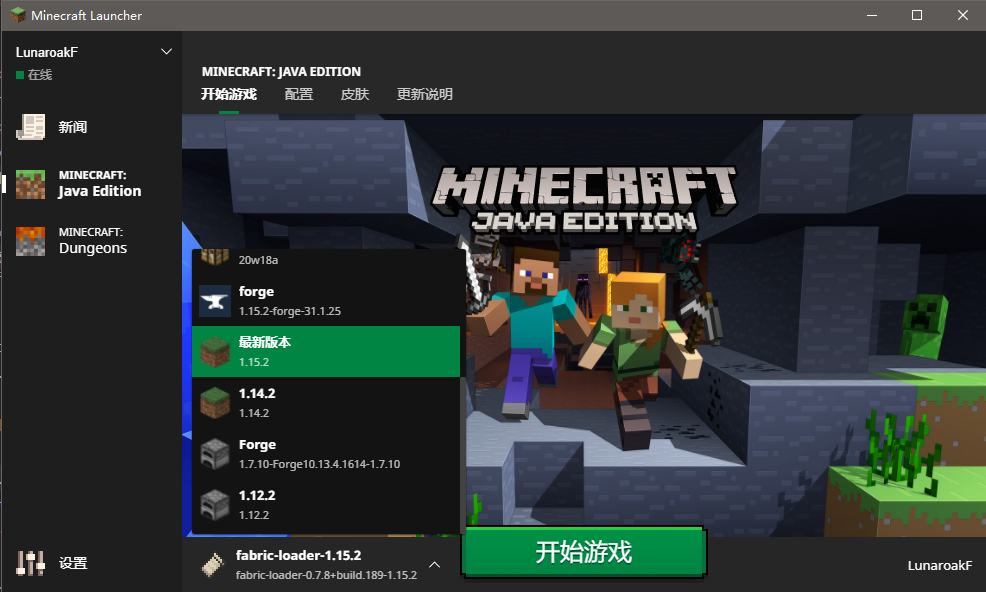 Minecraft Launcher
LunaroakF
在线
新闻
MINECRAFT:
Java Edition
MINECRAFT:
Dungeons
设置
MINECRAFT: JAVA EDITION
开始游戏 配置 皮肤 更新说明
MINECRAFT
JAVA EDITION
20w18a
forge
1.15.2-forge-31.1.25
最新版本
1.15.2
1.14.2
1.14.2
Forge
1.7.10-Forge10.13.4.1614-1.7.10
1.12.2
1.12.2
fabric-loader-1.15.2
fabric-loader-0.7.8+build.189-1.15.2
开始游戏
LunaroakF